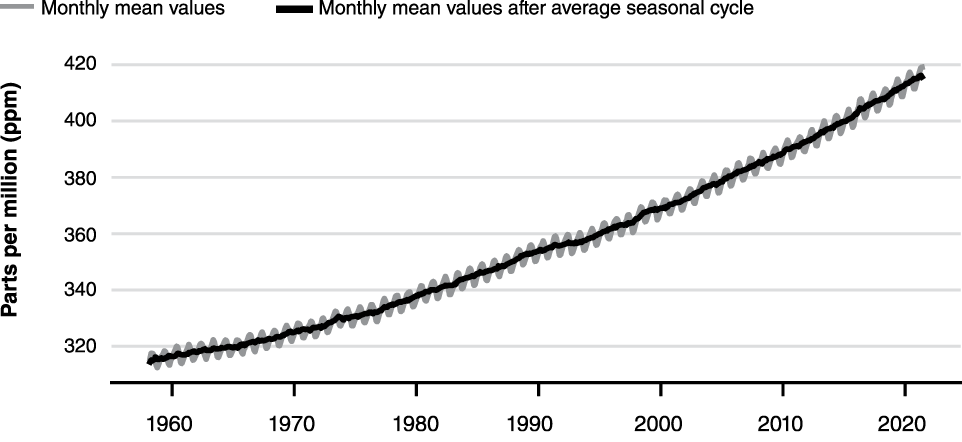 Monthly mean values
Monthly mean values after average seasonal cycle
Parts per million (ppm)
420
400
380
360
340
320
1960 1970 1980 1990 2000 2010 2020